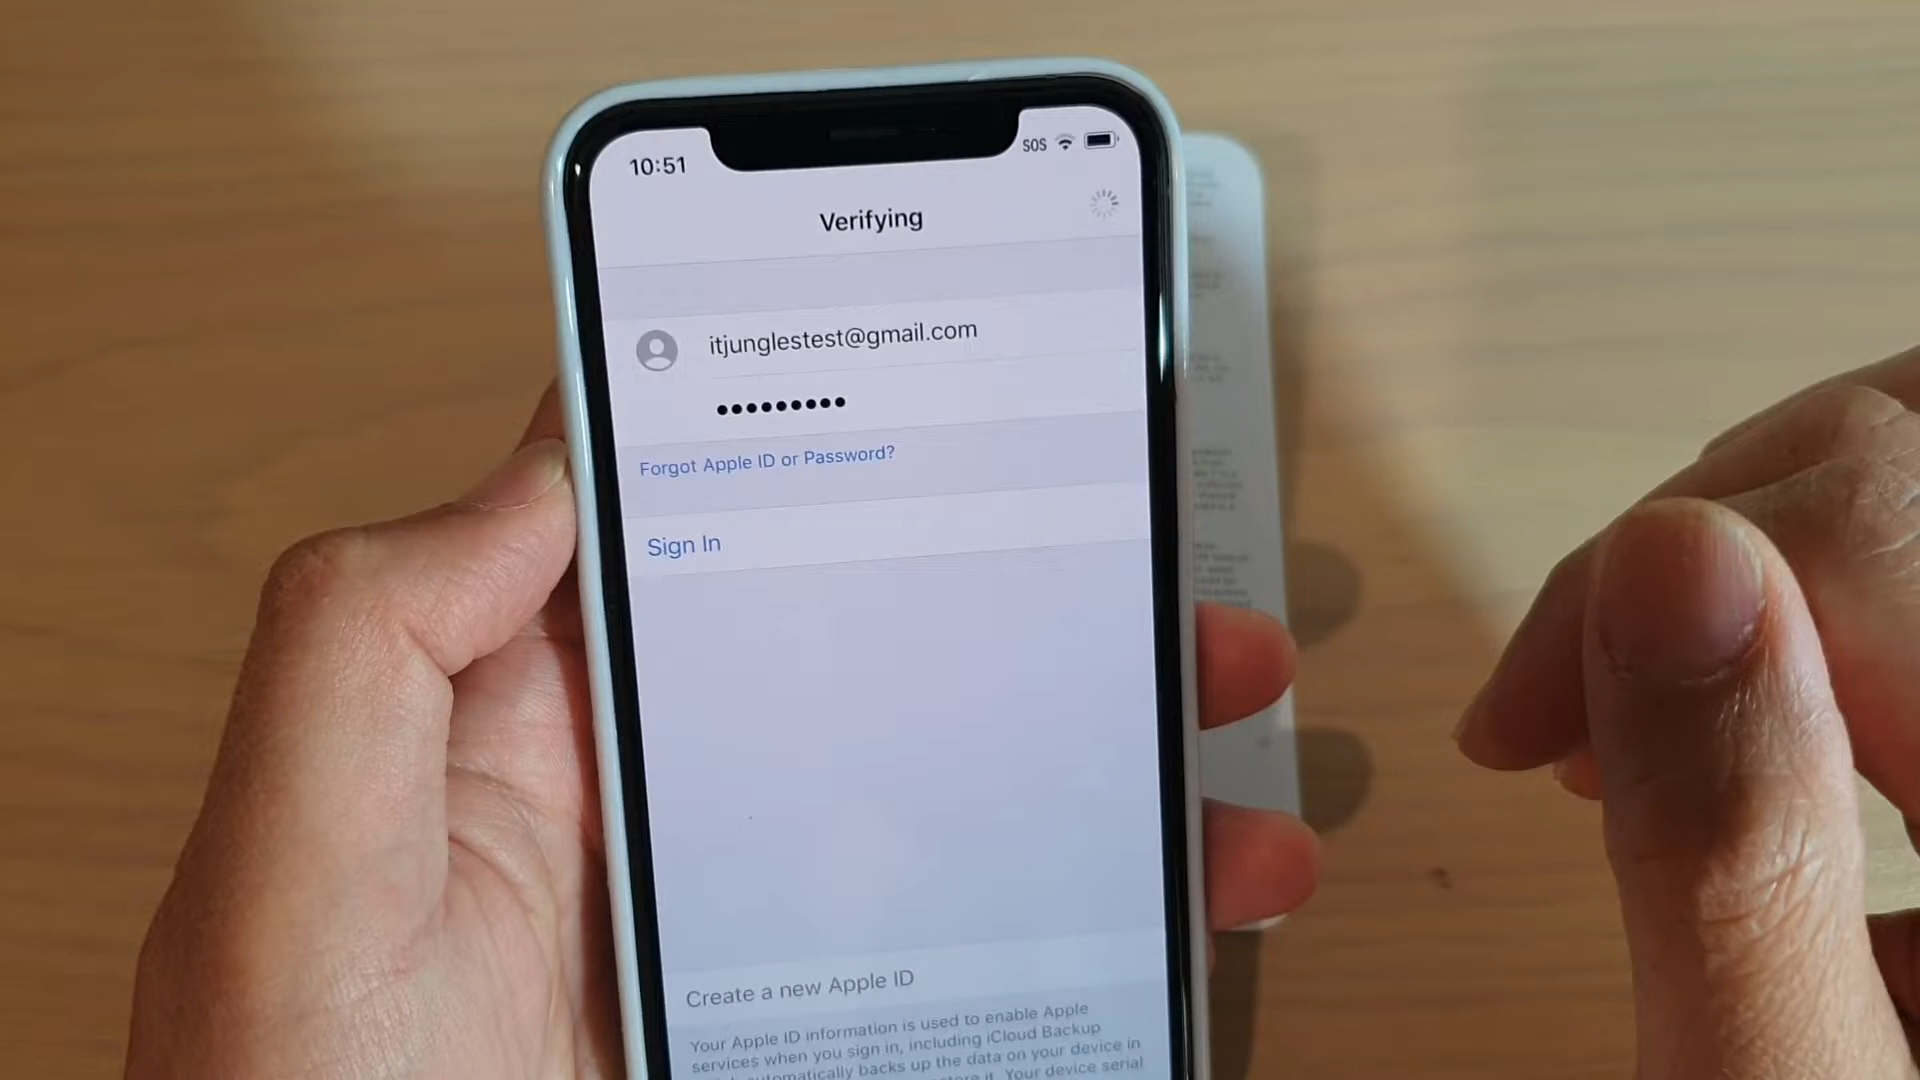 10:51
SOS
Verifying
itjunglestest@gmail.com
•••••••••
Forgot Apple ID or Password?
Sign In
Create a new Apple ID
Your Apple ID information is used to enable Apple
services when you sign in, including iCloud Backup
automatically backs up the data on your device in
it. Your device serial